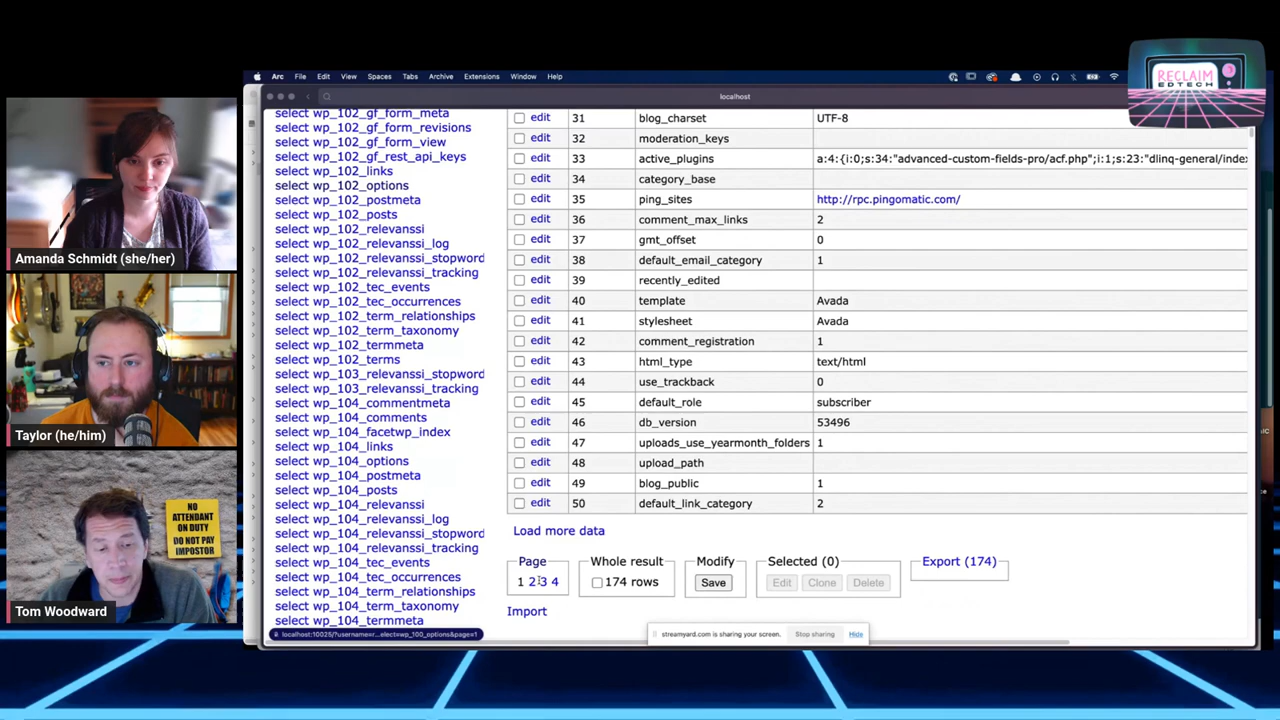 RECLAIM
EDTECH
Arc File Edit View Spaces Tabs Archive Extensions Window Help
localhost
select wp_102_gf_form_meta
select wp_102_gf_form_revisions
select wp_102_gf_form_view
select wp_102_gf_rest_api_keys
select wp_102_links
select wp_102_options
select wp_102_postmeta
select wp_102_posts
select wp_102_relevanssi
select wp_102_relevanssi_log
select wp_102_relevanssi_stopword
select wp_102_relevanssi_tracking
select wp_102_tec_events
select wp_102_tec_occurrences
select wp_102_term_relationships
select wp_102_term_taxonomy
select wp_102_termmeta
select wp_102_terms
select wp_103_relevanssi_stopword
select wp_103_relevanssi_tracking
select wp_104_commentmeta
select wp_104_comments
select wp_104_facetwp_index
select wp_104_links
select wp_104_options
select wp_104_postmeta
select wp_104_posts
select wp_104_relevanssi
select wp_104_relevanssi_log
select wp_104_relevanssi_stopword
select wp_104_relevanssi_tracking
select wp_104_tec_events
select wp_104_tec_occurrences
select wp_104_term_relationships
select wp_104_term_taxonomy
select wp_104_termmeta
localhost:10025/?username=r...elect=wp_100_options&page=1
edit 31 blog_charset UTF-8
edit 32 moderation_keys
edit 33 active_plugins a:4:{i:0;s:34:"advanced-custom-fields-pro/acf.php";i:1;s:23:"dlinq-general/index
edit 34 category_base
edit 35 ping_sites http://rpc.pingomatic.com/
edit 36 comment_max_links 2
edit 37 gmt_offset 0
edit 38 default_email_category 1
edit 39 recently_edited
edit 40 template Avada
edit 41 stylesheet Avada
edit 42 comment_registration 1
edit 43 html_type text/html
edit 44 use_trackback 0
edit 45 default_role subscriber
edit 46 db_version 53496
edit 47 uploads_use_yearmonth_folders 1
edit 48 upload_path
edit 49 blog_public 1
edit 50 default_link_category 2
Load more data
Page Whole result Modify Selected (0) Export (174)
1 2 3 4 174 rows Save Edit Clone Delete
Import
streamyard.com is sharing your screen. Stop sharing Hide
Amanda Schmidt (she/her)
Taylor (he/him)
NO
ATTENDANT
ON DUTY
DO NOT PAY
IMPOSTOR
Tom Woodward